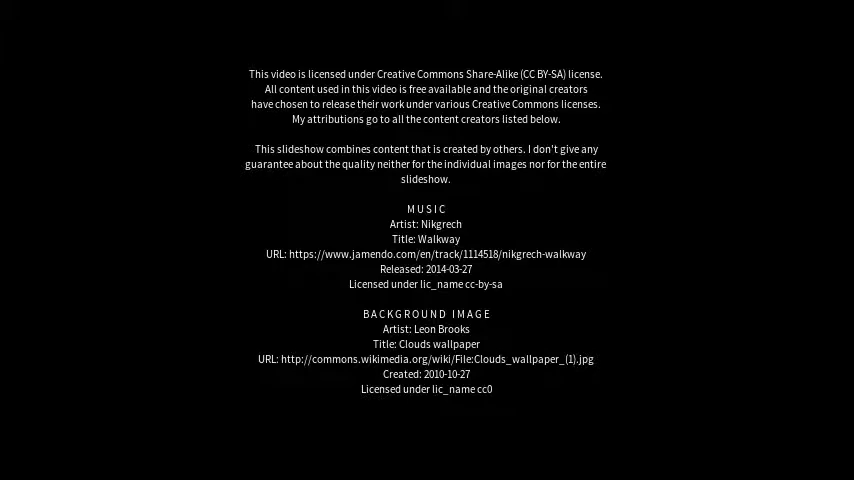 This video is licensed under Creative Commons Share-Alike (CC BY-SA) license.
All content used in this video is free available and the original creators
have chosen to release their work under various Creative Commons licenses.
My attributions go to all the content creators listed below.
This slideshow combines content that is created by others. I don't give any
guarantee about the quality neither for the individual images nor for the entire
slideshow.
MUSIC
Artist: Nikgrech
Title: Walkway
URL: https://www.jamendo.com/en/track/1114518/nikgrech-walkway
Released: 2014-03-27
Licensed under lic_name cc-by-sa
BACKGROUND IMAGE
Artist: Leon Brooks
Title: Clouds wallpaper
URL: http://commons.wikimedia.org/wiki/File:Clouds_wallpaper_(1).jpg
Created: 2010-10-27
Licensed under lic_name cc0